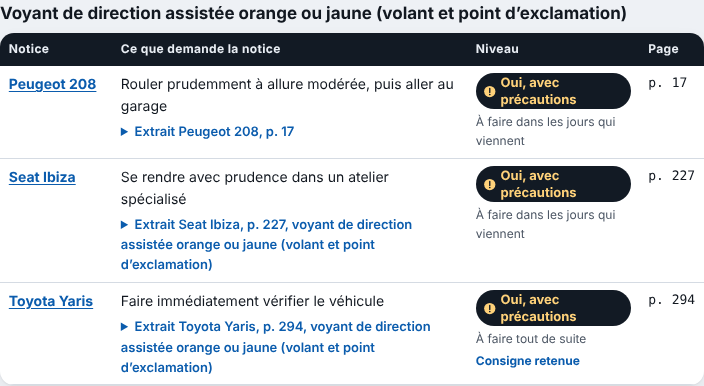 Voyant de direction assistée orange ou jaune (volant et point d’exclamation)
Notice Ce que demande la notice Niveau Page
Peugeot 208 Rouler prudemment à allure modérée, puis aller au
garage
▶ Extrait Peugeot 208, p. 17
Oui, avec
précautions
À faire dans les jours qui
viennent
p. 17
Seat Ibiza Se rendre avec prudence dans un atelier
spécialisé
▶ Extrait Seat Ibiza, p. 227, voyant de direction
assistée orange ou jaune (volant et point
d’exclamation)
Oui, avec
précautions
À faire dans les jours qui
viennent
p. 227
Toyota Yaris Faire immédiatement vérifier le véhicule
▶ Extrait Toyota Yaris, p. 294, voyant de direction
assistée orange ou jaune (volant et point
d’exclamation)
Oui, avec
précautions
À faire tout de suite
Consigne retenue
p. 294